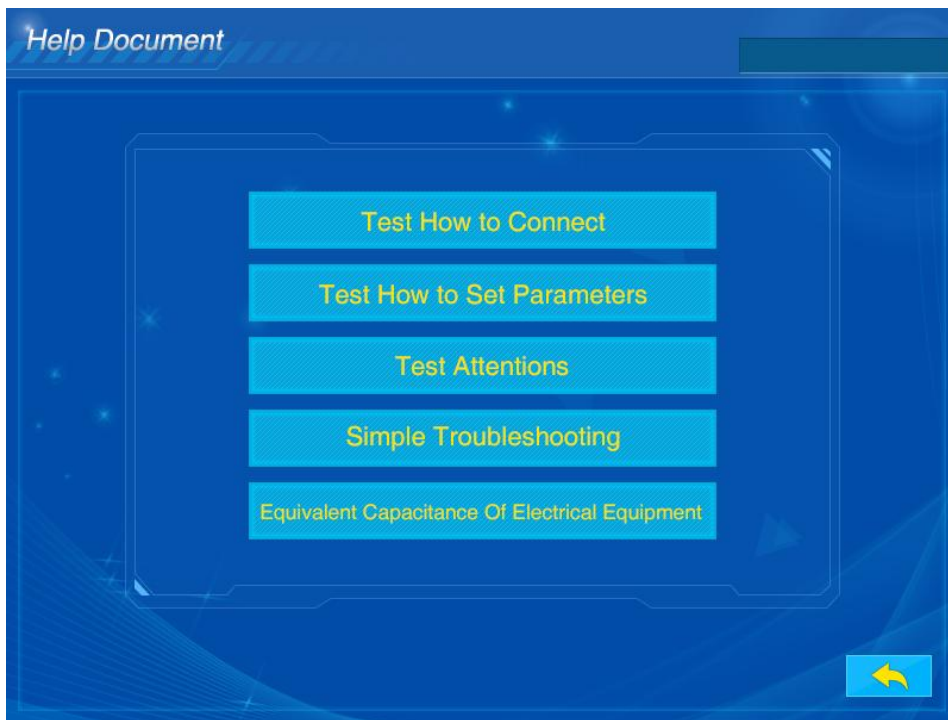 Help Document
Test How to Connect
Test How to Set Parameters
Test Attentions
Simple Troubleshooting
Equivalent Capacitance Of Electrical Equipment